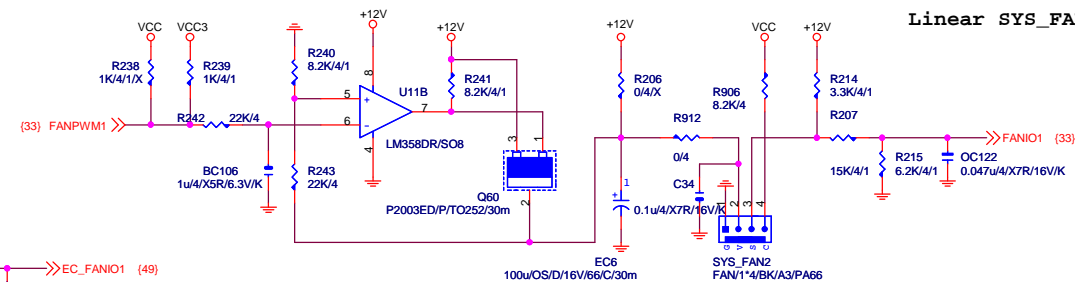 Linear SYS_FA
VCC
VCC3
+12V
+12V
+12V
VCC
+12V
R238
1K/4/1/X
R239
1K/4/1
R240
8.2K/4/1
8
U11B
R241
8.2K/4/1
R206
0/4/X
R906
8.2K/4
R214
3.3K/4/1
{33} FANPWM1
R242 22K/4
5
+
6
-
7
4
LM358DR/SO8
3
1
R912
0/4
R207
15K/4/1
FANIO1 {33}
BC106
1u/4/X5R/6.3V/K
R243
22K/4
Q60
P2003ED/P/TO252/30m
2
1
+
C34
0.1u/4/X7R/16V/K
R215
6.2K/4/1
OC122
0.047u/4/X7R/16V/K
1
2
3
4
G
V
S
C
EC6
100u/OS/D/16V/66/C/30m
SYS_FAN2
FAN/1*4/BK/A3/PA66
EC_FANIO1 {49}